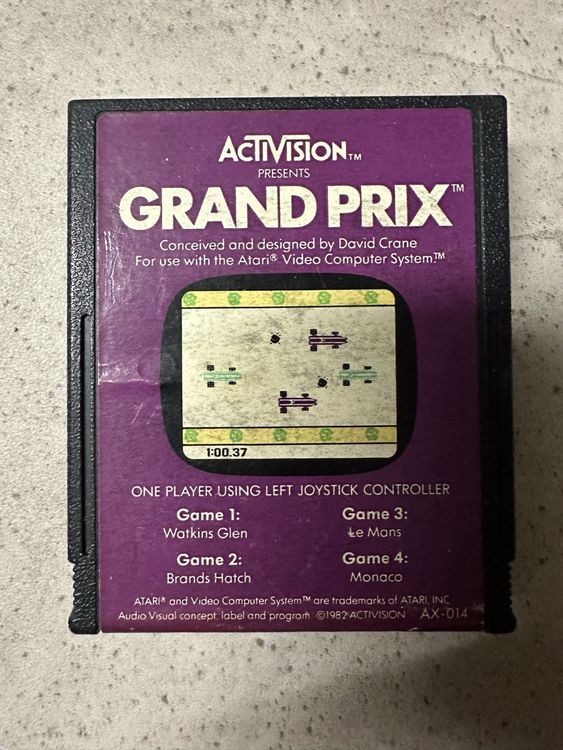 ACTIVISION™
PRESENTS
GRAND PRIX™
Conceived and designed by David Crane
For use with the Atari® Video Computer System™
1:00.37
ONE PLAYER USING LEFT JOYSTICK CONTROLLER
Game 1:
Watkins Glen
Game 2:
Brands Hatch
Game 3:
Le Mans
Game 4:
Monaco
ATARI® and Video Computer System™ are trademarks of ATARI, INC
Audio Visual concept, label and program ©1982 ACTIVISION AX-014